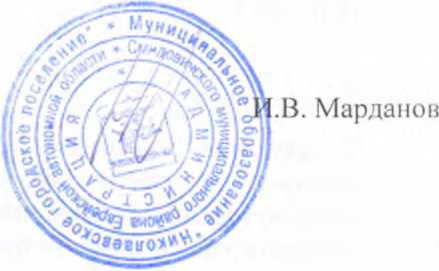 Муниципальное образование "Николаевское городское поселение"
Смидовичского муниципального района Еврейской автономной области
АДМИНИСТРАЦИЯ
И.В. Марданов